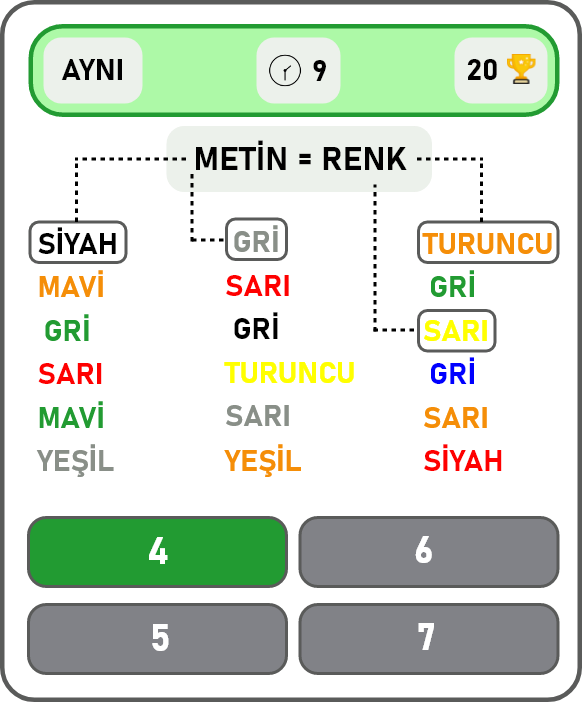 AYNI 9 20
METİN = RENK
SİYAH GRİ TURUNCU
MAVİ SARI GRİ
GRİ GRİ SARI
SARI TURUNCU GRİ
MAVİ SARI SARI
YEŞİL YEŞİL SİYAH
4 6
5 7